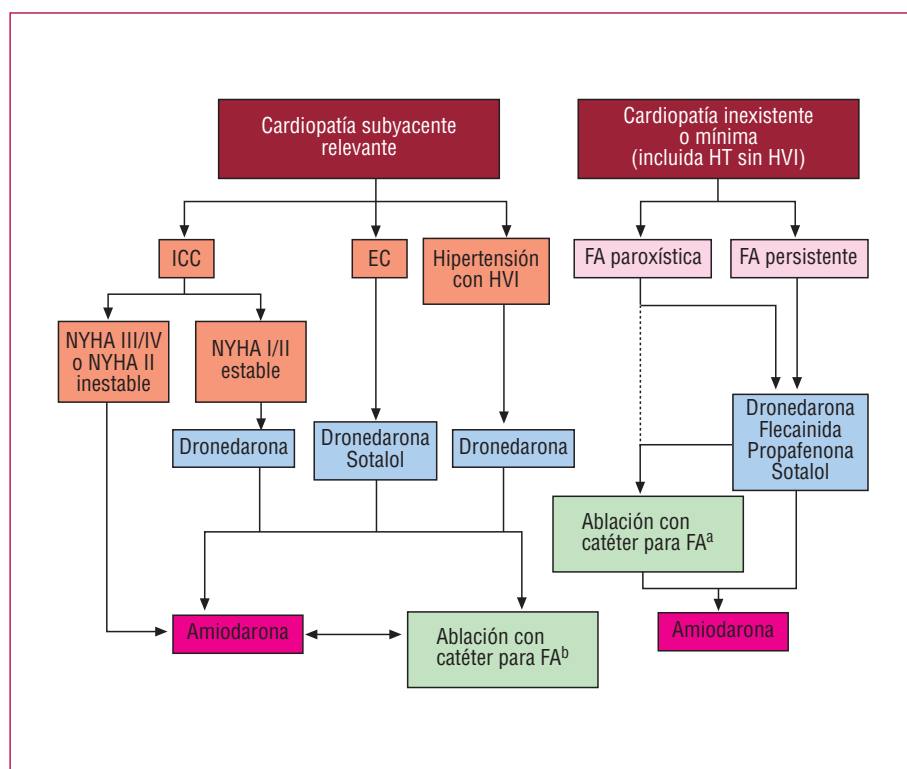 Cardiopatía subyacente
relevante
Cardiopatía inexistente
o mínima
(incluida HT sin HVI)
ICC
EC
Hipertensión
con HVI
FA paroxística
FA persistente
NYHA III/IV
o NYHA II
inestable
NYHA I/II
estable
Dronedarona
Dronedarona
Sotalol
Dronedarona
Dronedarona
Flecainida
Propafenona
Sotalol
Ablación con
catéter para FAᵃ
Amiodarona
Ablación con
catéter para FAᵇ
Amiodarona